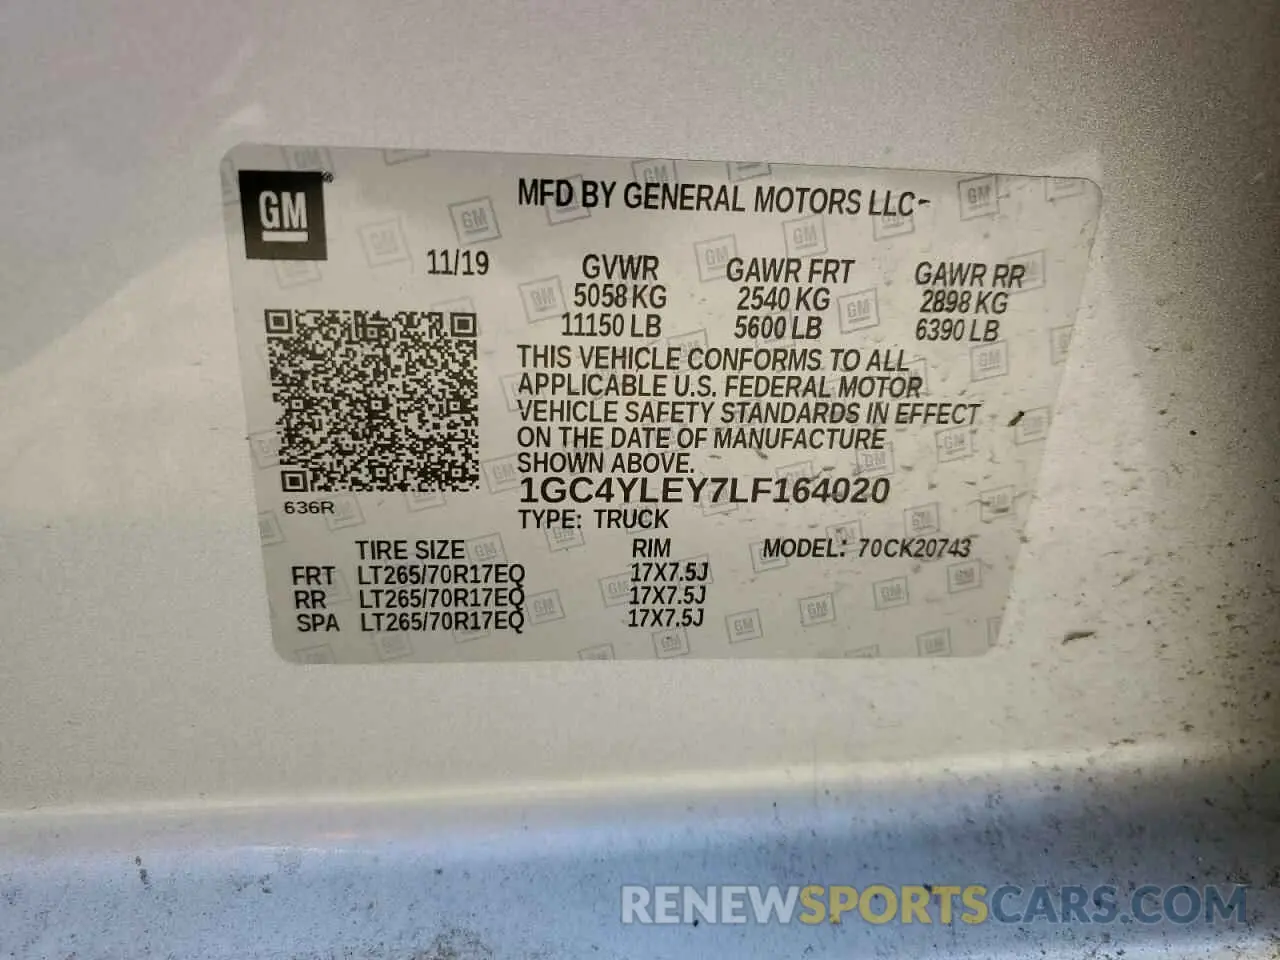 GM
MFD BY GENERAL MOTORS LLC
11/19
GVWR GAWR FRT GAWR RR
5058 KG 2540 KG 2898 KG
11150 LB 5600 LB 6390 LB
THIS VEHICLE CONFORMS TO ALL
APPLICABLE U.S. FEDERAL MOTOR
VEHICLE SAFETY STANDARDS IN EFFECT
ON THE DATE OF MANUFACTURE
SHOWN ABOVE.
1GC4YLEY7LF164020
636R
TYPE: TRUCK
TIRE SIZE RIM MODEL: 70CK20743
FRT LT265/70R17EQ 17X7.5J
RR LT265/70R17EQ 17X7.5J
SPA LT265/70R17EQ 17X7.5J
RENEWSPORTSCARS.COM